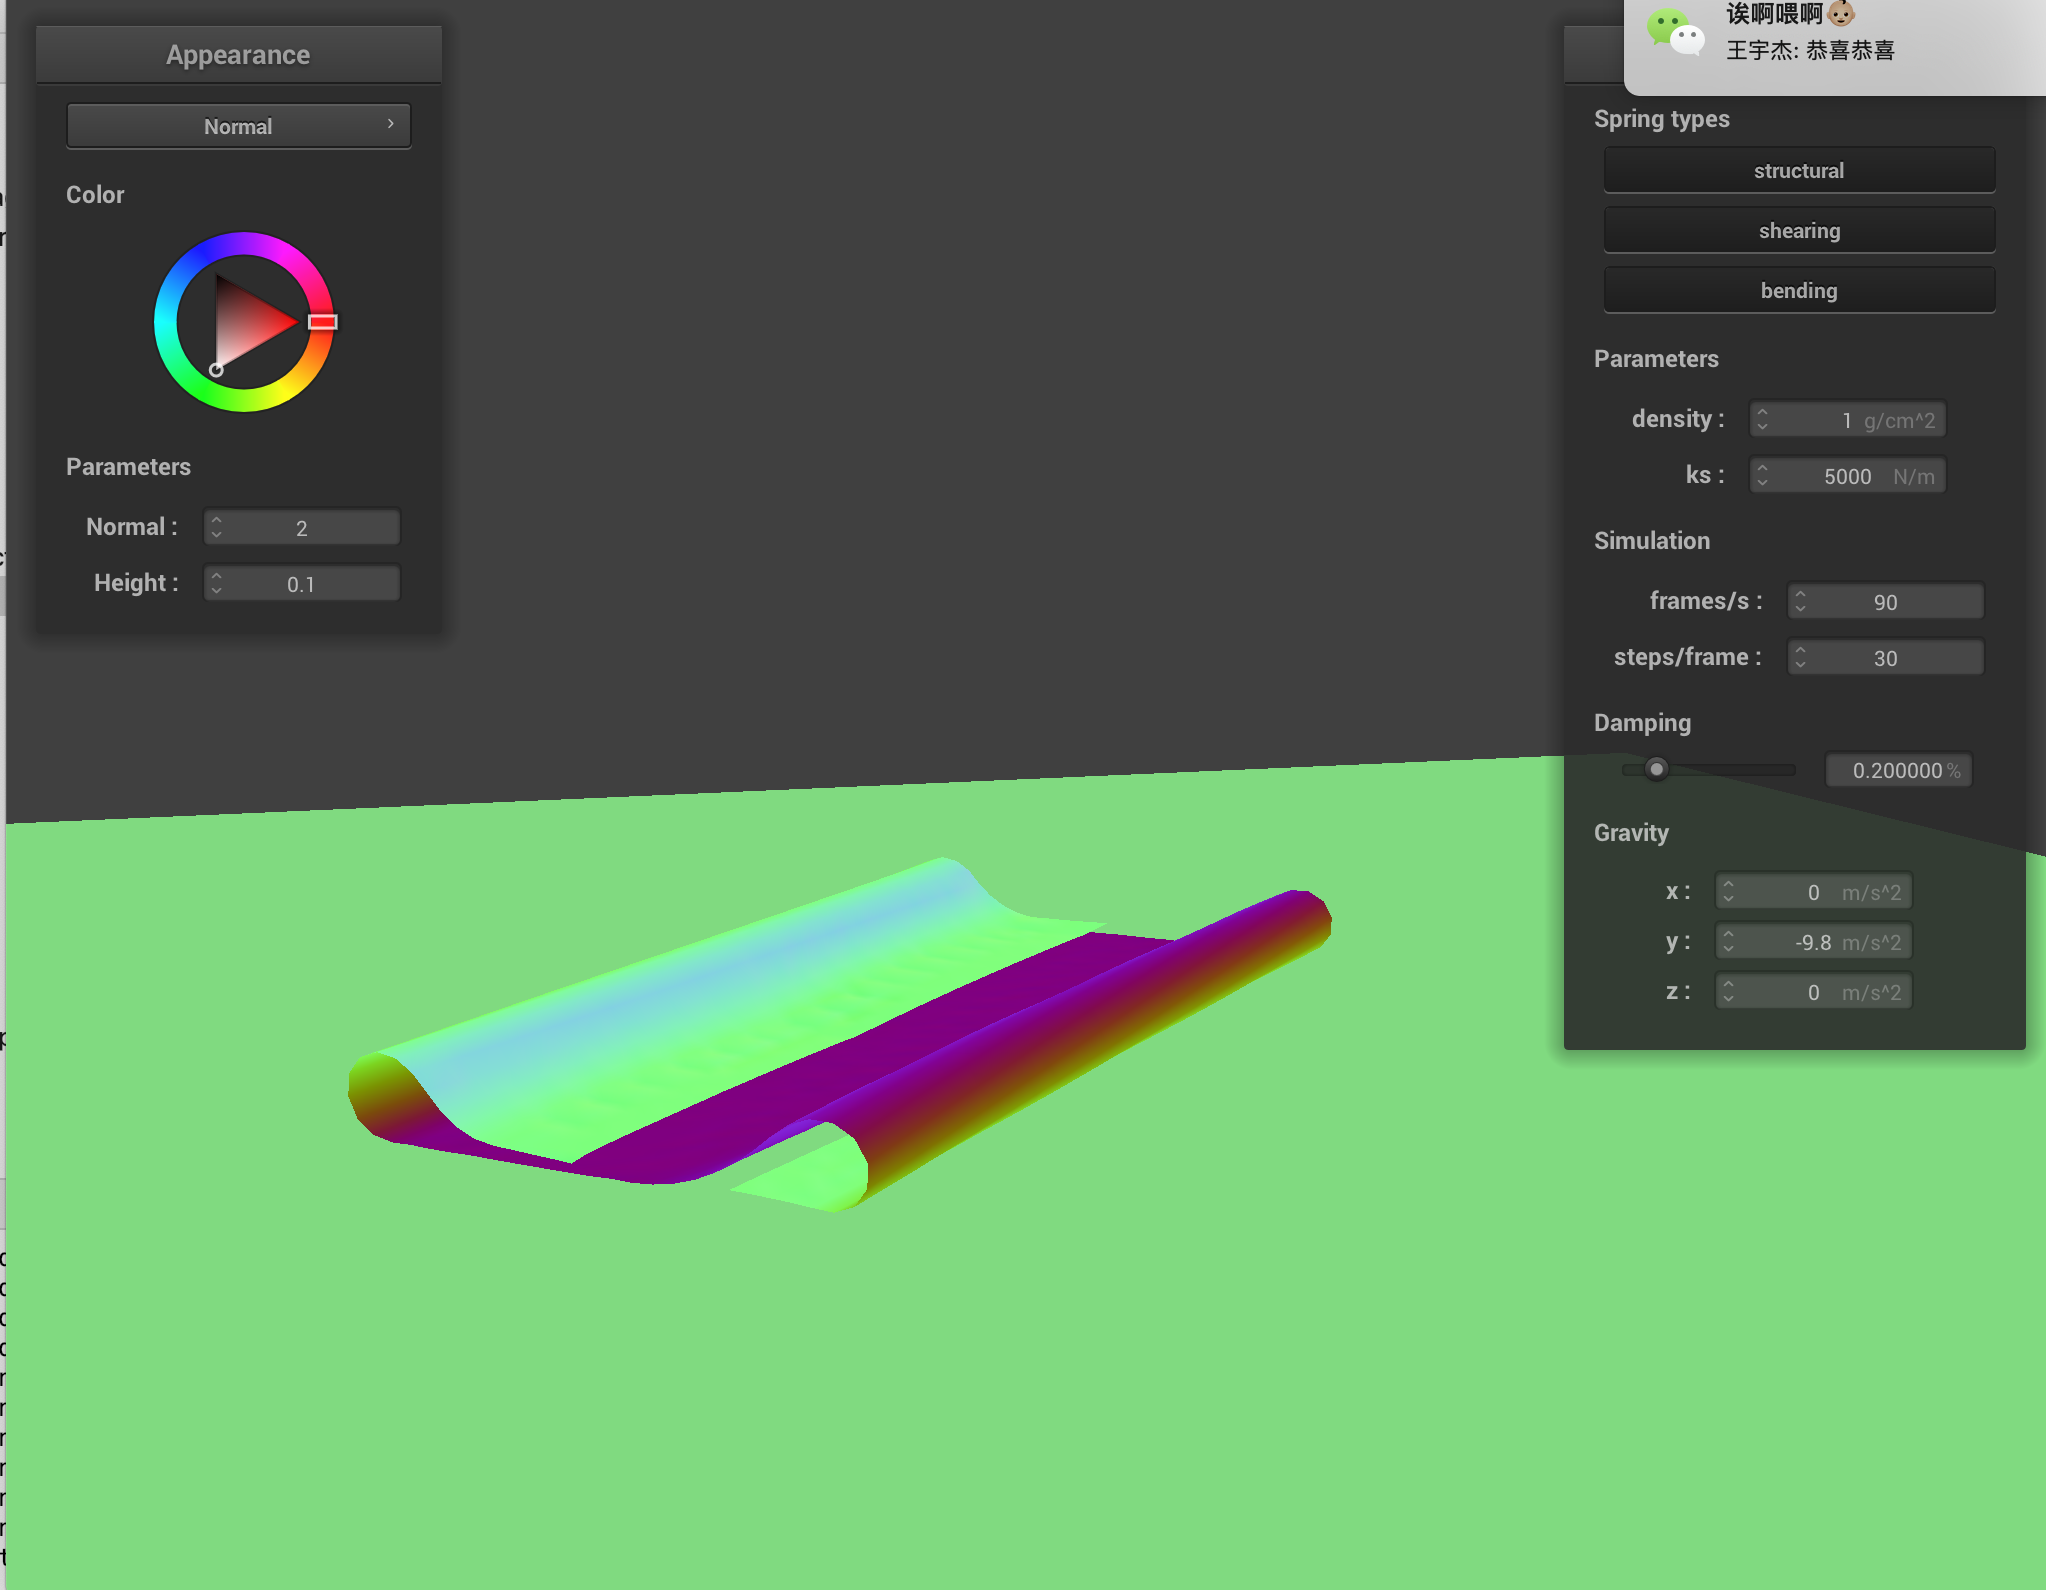 Appearance
Normal
Color
Parameters
Normal :
2
Height :
0.1
诶啊喂啊👶🏽
王宇杰: 恭喜恭喜
Spring types
structural
shearing
bending
Parameters
density :
1 g/cm^2
ks :
5000 N/m
Simulation
frames/s :
90
steps/frame :
30
Damping
0.200000 %
Gravity
x :
0 m/s^2
y :
-9.8 m/s^2
z :
0 m/s^2